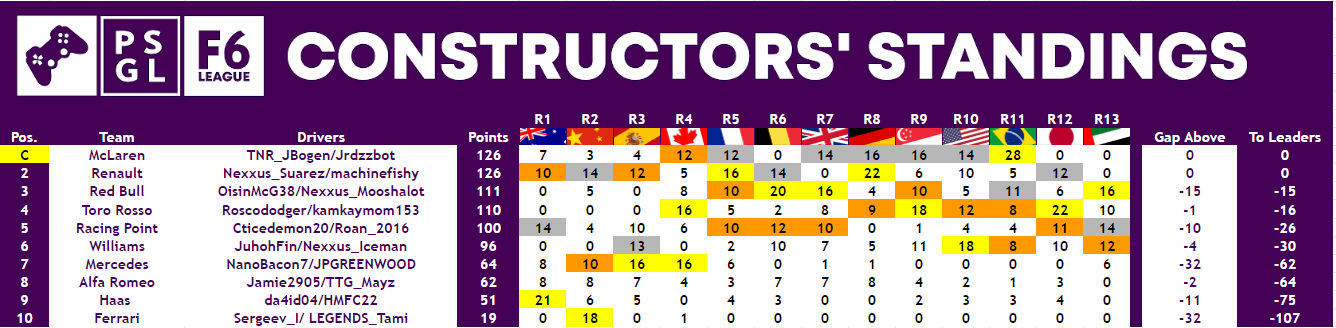 PS GL F6 LEAGUE CONSTRUCTORS' STANDINGS
R1 R2 R3 R4 R5 R6 R7 R8 R9 R10 R11 R12 R13
Pos. Team Drivers Points Gap Above To Leaders
C McLaren TNR_JBogen/Jrdzzbot 126 7 3 4 12 12 0 14 16 16 14 28 0 0 0 0
2 Renault Nexxus_Suarez/machinefishy 126 10 14 12 5 16 14 0 22 6 10 5 12 0 0 0
3 Red Bull OisinMcG38/Nexxus_Mooshalot 111 0 5 0 8 10 20 16 4 10 5 11 6 16 -15 -15
4 Toro Rosso Roscododger/kamkaymom153 110 0 0 0 16 5 2 8 9 18 12 8 22 10 -1 -16
5 Racing Point Cticedemon20/Roan_2016 100 14 4 10 6 10 12 10 0 1 4 4 11 14 -10 -26
6 Williams JuhohFin/Nexxus_Iceman 96 0 0 13 0 2 10 7 5 11 18 8 10 12 -4 -30
7 Mercedes NanoBacon7/JPGREENWOOD 64 8 10 16 16 6 0 1 1 0 0 0 0 6 -32 -62
8 Alfa Romeo Jamie2905/TTG_Mayz 62 8 8 7 4 3 7 7 8 4 2 1 3 0 -2 -64
9 Haas da4id04/HMFC22 51 21 6 5 0 4 3 0 0 2 3 3 4 0 -11 -75
10 Ferrari Sergeev_I/ LEGENDS_Tami 19 0 18 0 1 0 0 0 0 0 0 0 0 0 -32 -107